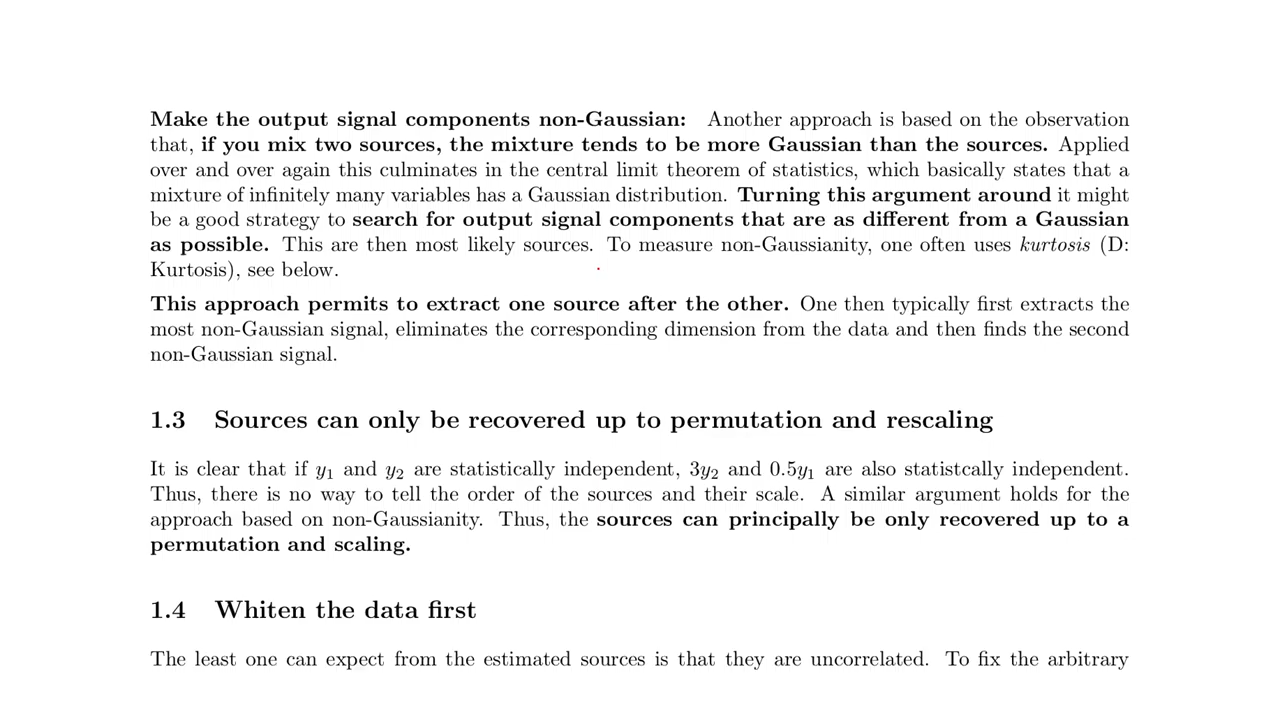 Make the output signal components non-Gaussian: Another approach is based on the observation
that, if you mix two sources, the mixture tends to be more Gaussian than the sources. Applied
over and over again this culminates in the central limit theorem of statistics, which basically states that a
mixture of infinitely many variables has a Gaussian distribution. Turning this argument around it might
be a good strategy to search for output signal components that are as different from a Gaussian
as possible. This are then most likely sources. To measure non-Gaussianity, one often uses kurtosis (D:
Kurtosis), see below.
This approach permits to extract one source after the other. One then typically first extracts the
most non-Gaussian signal, eliminates the corresponding dimension from the data and then finds the second
non-Gaussian signal.
1.3 Sources can only be recovered up to permutation and rescaling
It is clear that if y₁ and y₂ are statistically independent, 3y₂ and 0.5y₁ are also statistcally independent.
Thus, there is no way to tell the order of the sources and their scale. A similar argument holds for the
approach based on non-Gaussianity. Thus, the sources can principally be only recovered up to a
permutation and scaling.
1.4 Whiten the data first
The least one can expect from the estimated sources is that they are uncorrelated. To fix the arbitrary